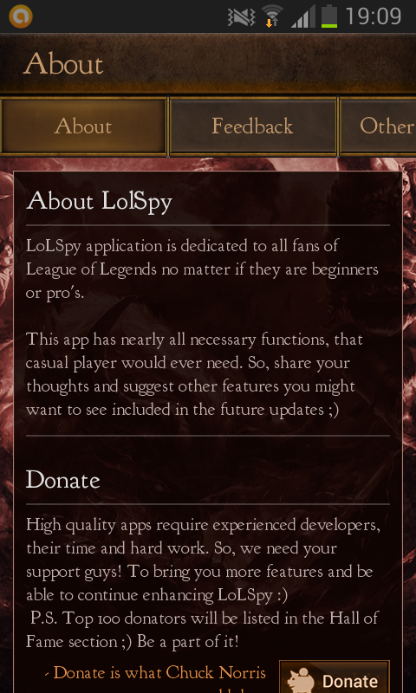 19:09
About
About Feedback Other
About LolSpy
LoLSpy application is dedicated to all fans of
League of Legends no matter if they are beginners
or pro's.
This app has nearly all necessary functions, that
casual player would ever need. So, share your
thoughts and suggest other features you might
want to see included in the future updates ;)
Donate
High quality apps require experienced developers,
their time and hard work. So, we need your
support guys! To bring you more features and be
able to continue enhancing LoLSpy :)
P.S. Top 100 donators will be listed in the Hall of
Fame section ;) Be a part of it!
- Donate is what Chuck Norris
Donate